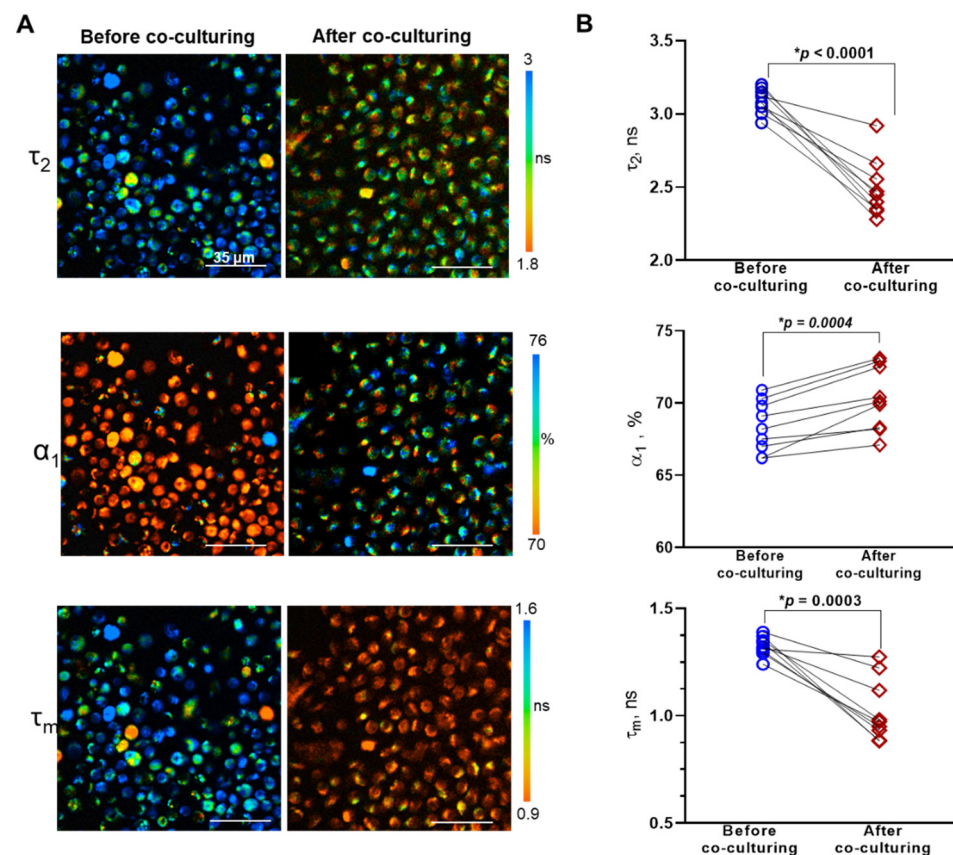 A
Before co-culturing
After co-culturing
τ2
35 µm
3
ns
1.8
α1
76
%
70
τm
1.6
ns
0.9
B
*p < 0.0001
3.5
3.0
2.5
2.0
τ2, ns
Before
co-culturing
After
co-culturing
*p = 0.0004
75
70
65
60
α1 , %
Before
co-culturing
After
co-culturing
*p = 0.0003
1.5
1.0
0.5
τm, ns
Before
co-culturing
After
co-culturing